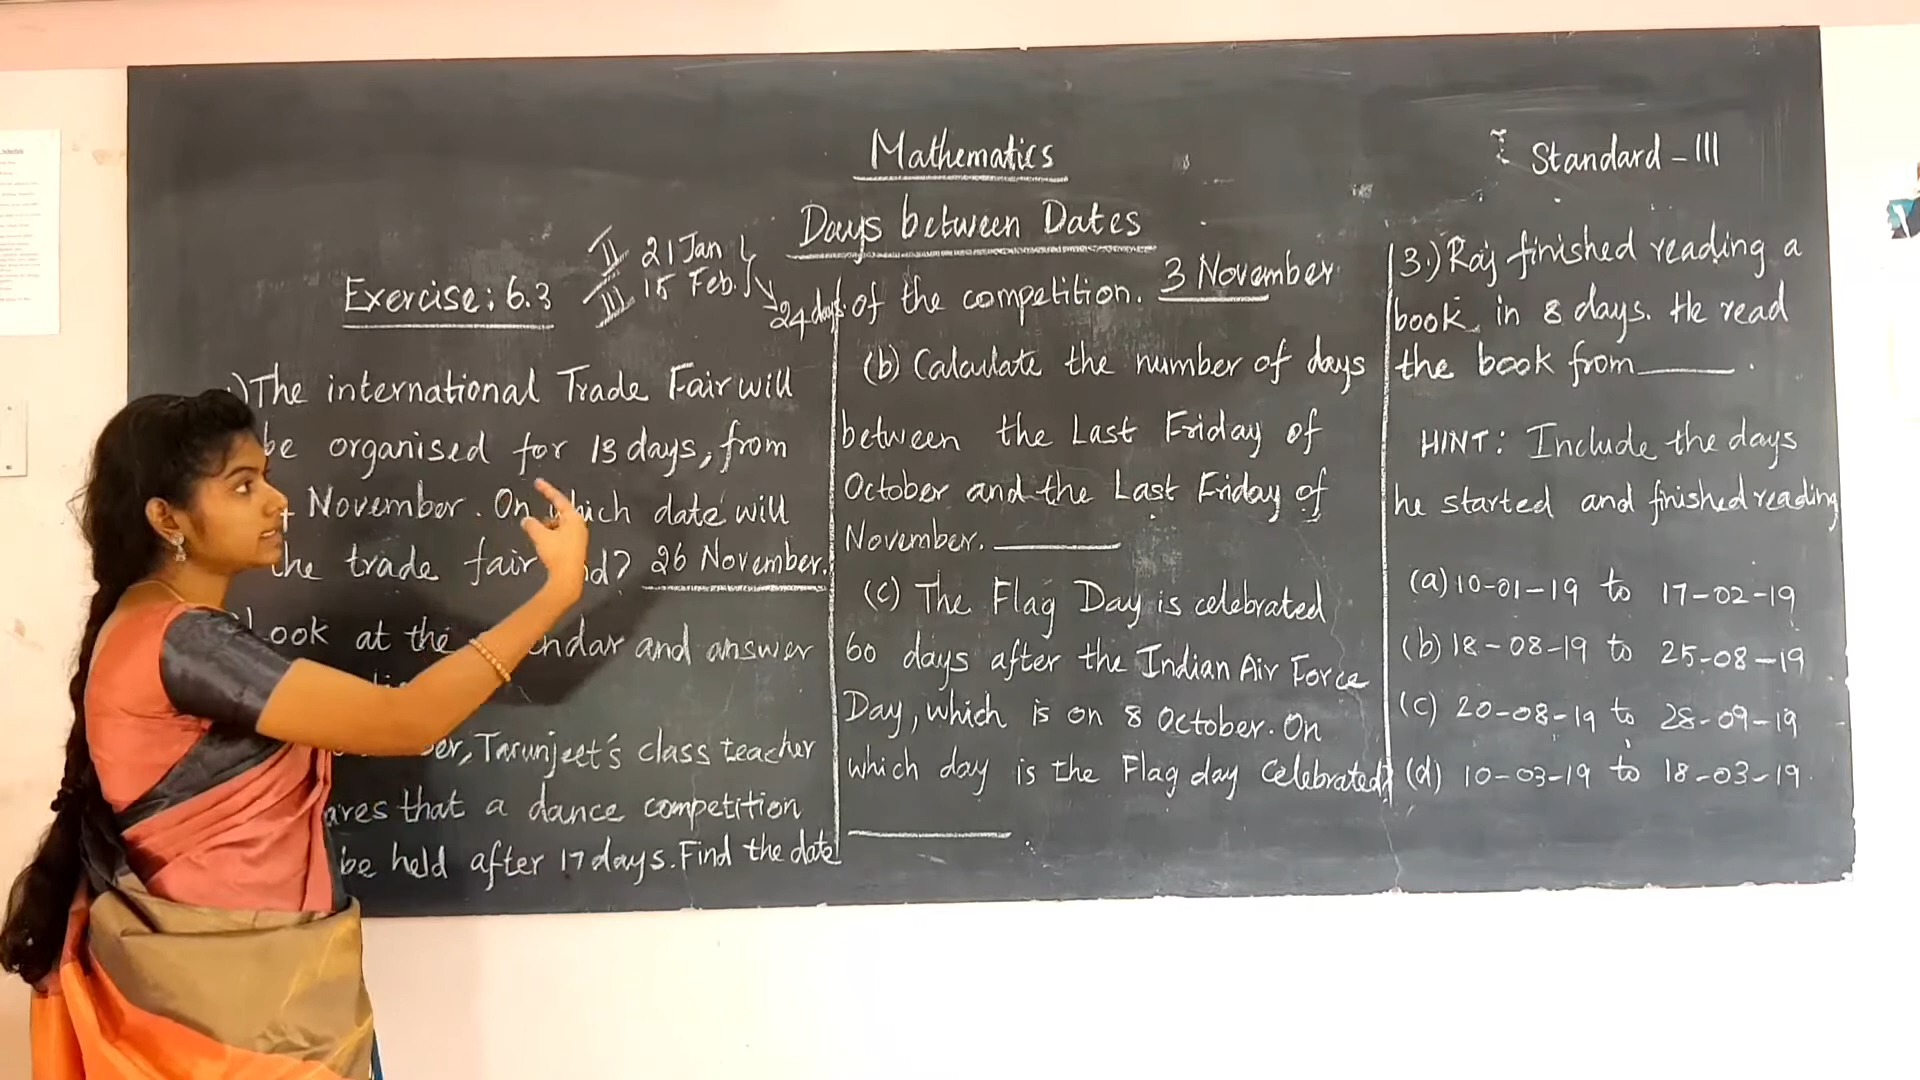 Mathematics
Standard - III
Days between Dates
Exercise: 6.3
II 21 Jan
III 15 Feb.
24 days.
1) The international Trade Fair will
be organised for 13 days, from
November. On which date will
the trade fair end? 26 November.
2) Look at the calendar and answer
Tarunjeet's class teacher
that a dance competition
be held after 17 days. Find the date
of the competition. 3 November
(b) Calculate the number of days
between the Last Friday of
October and the Last Friday of
November. ______
(c) The Flag Day is celebrated
60 days after the Indian Air Force
Day, which is on 8 October. On
which day is the Flag day Celebrated?
______
3.) Raj finished reading a
book in 8 days. He read
the book from ______ .
HINT: Include the days
he started and finished reading
(a) 10-01-19 to 17-02-19
(b) 18-08-19 to 25-08-19
(c) 20-08-19 to 28-09-19
(d) 10-03-19 to 18-03-19.